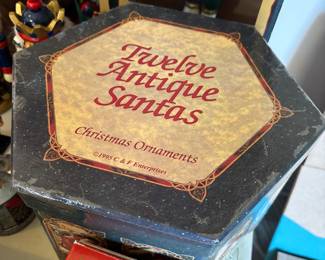 Twelve
Antique
Santas
Christmas Ornaments
©1995 C & F Enterprises